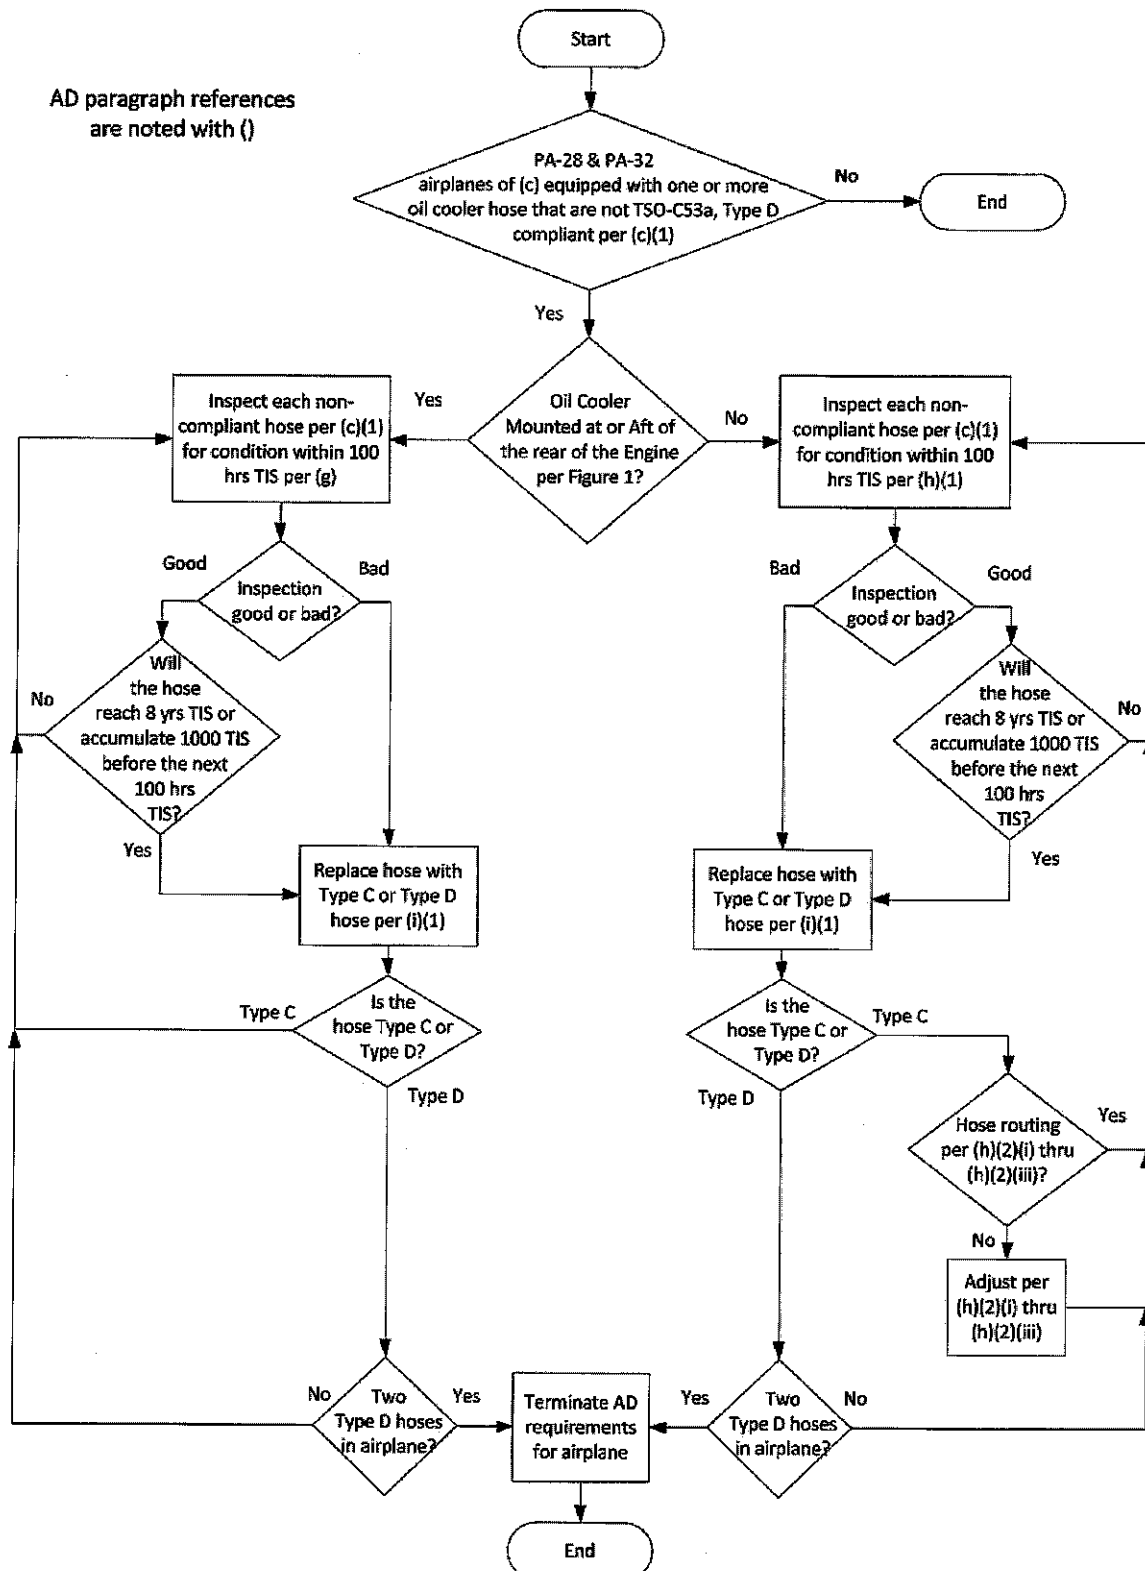 Start
AD paragraph references
are noted with ()
PA-28 & PA-32
airplanes of (c) equipped with one or more
oil cooler hose that are not TSO-C53a, Type D
compliant per (c)(1)
No
End
Yes
Inspect each non-
compliant hose per (c)(1)
for condition within 100
hrs TIS per (g)
Yes
Oil Cooler
Mounted at or Aft of
the rear of the Engine
per Figure 1?
No
Inspect each non-
compliant hose per (c)(1)
for condition within 100
hrs TIS per (h)(1)
Good
Inspection
good or bad?
Bad
Bad
Inspection
good or bad?
Good
No
Will
the hose
reach 8 yrs TIS or
accumulate 1000 TIS
before the next
100 hrs
TIS?
Yes
Will
the hose
reach 8 yrs TIS or
accumulate 1000 TIS
before the next
100 hrs
TIS?
No
Yes
Replace hose with
Type C or Type D
hose per (i)(1)
Replace hose with
Type C or Type D
hose per (i)(1)
Type C
Is the
hose Type C or
Type D?
Type D
Is the
hose Type C or
Type D?
Type C
Type D
Hose routing
per (h)(2)(i) thru
(h)(2)(iii)?
Yes
No
Adjust per
(h)(2)(i) thru
(h)(2)(iii)
No
Two
Type D hoses
in airplane?
Yes
Terminate AD
requirements
for airplane
Yes
Two
Type D hoses
in airplane?
No
End